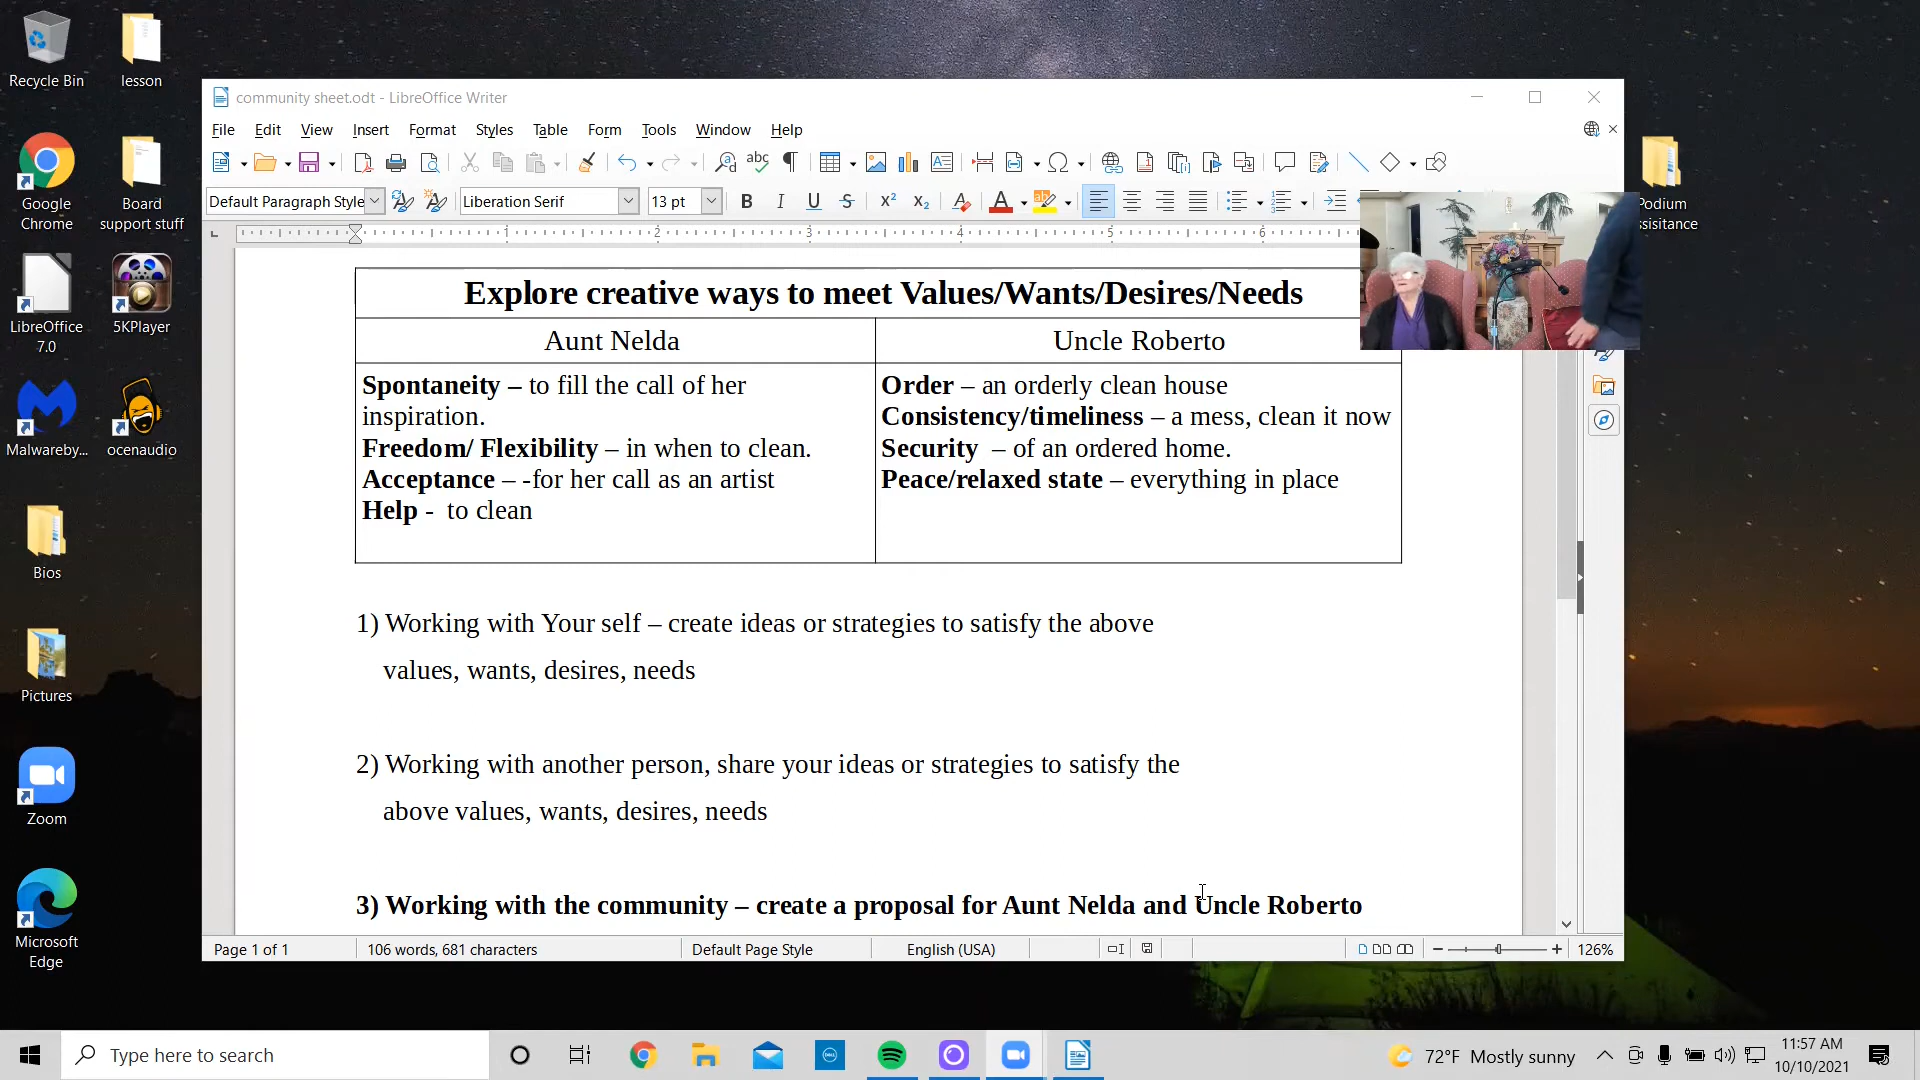 Recycle Bin
lesson
Google Chrome
Board support stuff
LibreOffice 7.0
5KPlayer
Malwareby...
ocenaudio
Bios
Pictures
Zoom
Microsoft Edge
community sheet.odt - LibreOffice Writer
File Edit View Insert Format Styles Table Form Tools Window Help
Default Paragraph Style Liberation Serif 13 pt
1 2 3 4 5 6
Explore creative ways to meet Values/Wants/Desires/Needs
Aunt Nelda Uncle Roberto
Spontaneity – to fill the call of her
inspiration.
Freedom/ Flexibility – in when to clean.
Acceptance – -for her call as an artist
Help -  to clean
Order – an orderly clean house
Consistency/timeliness – a mess, clean it now
Security  – of an ordered home.
Peace/relaxed state – everything in place
1) Working with Your self – create ideas or strategies to satisfy the above
values, wants, desires, needs
2) Working with another person, share your ideas or strategies to satisfy the
above values, wants, desires, needs
3) Working with the community – create a proposal for Aunt Nelda and Uncle Roberto
Page 1 of 1 106 words, 681 characters Default Page Style English (USA) 126%
Podium
ssisitance
Type here to search
72°F Mostly sunny
11:57 AM
10/10/2021